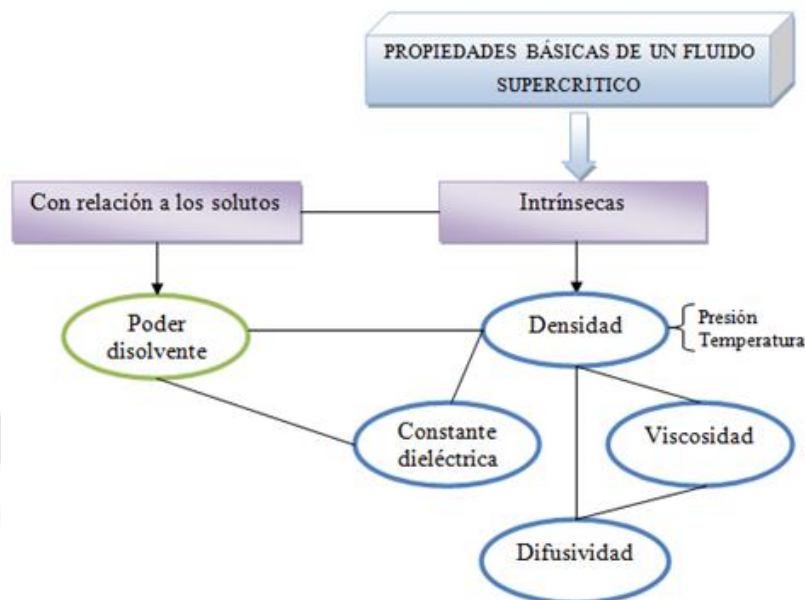 PROPIEDADES BÁSICAS DE UN FLUIDO
SUPERCRITICO
Con relación a los solutos
Intrínsecas
Poder
disolvente
Densidad
Presión
Temperatura
Constante
dieléctrica
Viscosidad
Difusividad